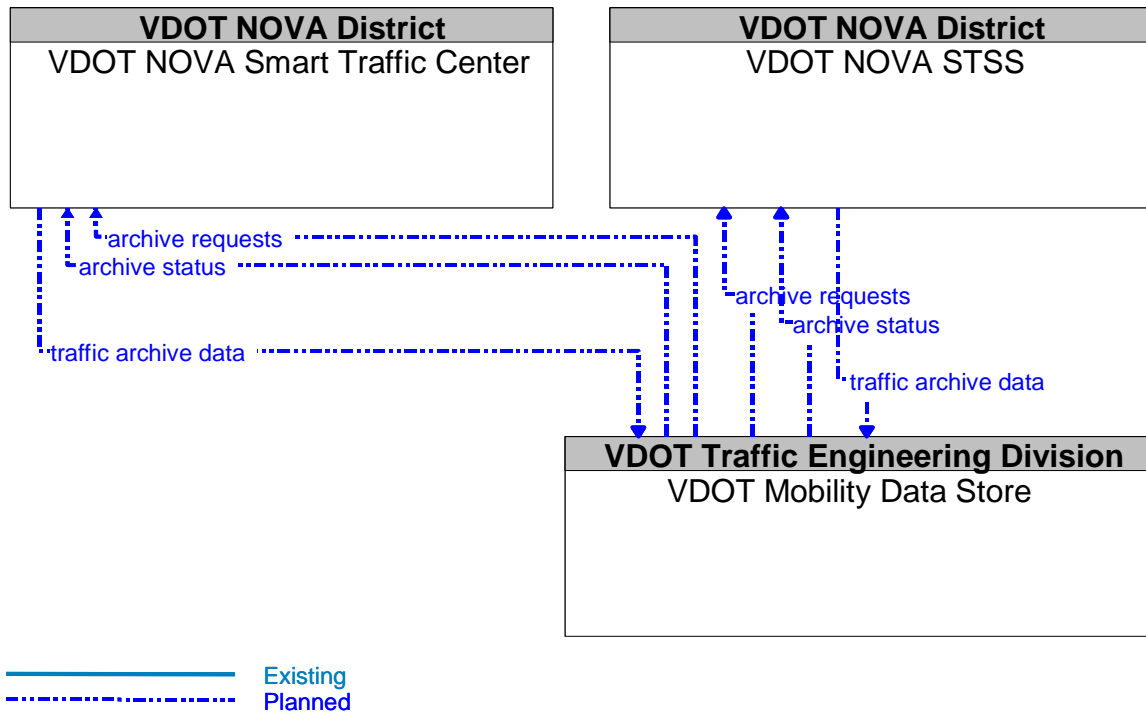 VDOT NOVA District
VDOT NOVA Smart Traffic Center
VDOT NOVA District
VDOT NOVA STSS
archive requests
archive status
traffic archive data
archive requests
archive status
traffic archive data
VDOT Traffic Engineering Division
VDOT Mobility Data Store
Existing
Planned